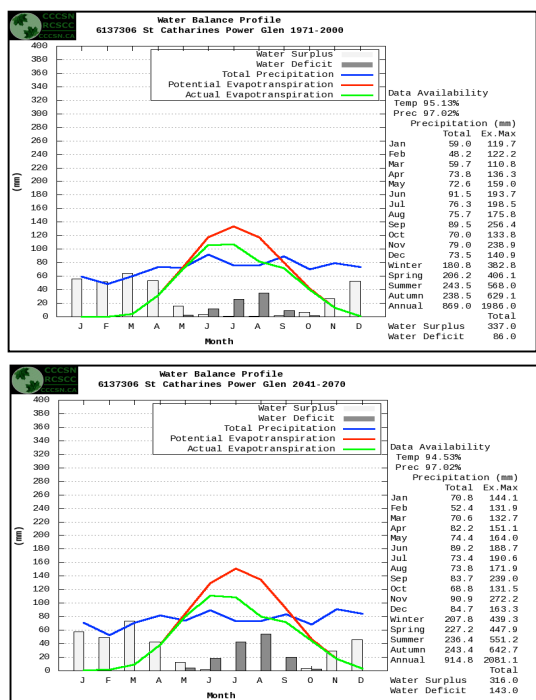 CCCSN
RCSCC
CCCSN.CA
Water Balance Profile
6137306 St Catharines Power Glen 1971-2000
Water Surplus
Water Deficit
Total Precipitation
Potential Evapotranspiration
Actual Evapotranspiration
400
380
360
340
320
300
280
260
240
220
200
180
160
140
120
100
80
60
40
20
0
(mm)
J F M A M J J A S O N D
Month
Data Availability
Temp 95.13%
Prec 97.02%
Precipitation (mm)
Total Ex.Max
Jan 59.0 119.7
Feb 48.2 122.2
Mar 59.7 110.8
Apr 73.8 136.3
May 72.6 159.0
Jun 91.5 193.7
Jul 76.3 198.5
Aug 75.7 175.8
Sep 89.5 256.4
Oct 70.0 133.8
Nov 79.0 238.9
Dec 73.5 140.9
Winter 180.8 382.8
Spring 206.2 406.1
Summer 243.5 568.0
Autumn 238.5 629.1
Annual 869.0 1986.0
Total
Water Surplus 337.0
Water Deficit 86.0
CCCSN
RCSCC
CCCSN.CA
Water Balance Profile
6137306 St Catharines Power Glen 2041-2070
Water Surplus
Water Deficit
Total Precipitation
Potential Evapotranspiration
Actual Evapotranspiration
400
380
360
340
320
300
280
260
240
220
200
180
160
140
120
100
80
60
40
20
0
(mm)
J F M A M J J A S O N D
Month
Data Availability
Temp 94.53%
Prec 97.02%
Precipitation (mm)
Total Ex.Max
Jan 70.8 144.1
Feb 52.4 131.9
Mar 70.6 132.7
Apr 82.2 151.1
May 74.4 164.0
Jun 89.2 188.7
Jul 73.4 190.6
Aug 73.8 171.9
Sep 83.7 239.0
Oct 68.8 131.5
Nov 90.9 272.2
Dec 84.7 163.3
Winter 207.8 439.3
Spring 227.2 447.9
Summer 236.4 551.2
Autumn 243.4 642.7
Annual 914.8 2081.1
Total
Water Surplus 316.0
Water Deficit 143.0